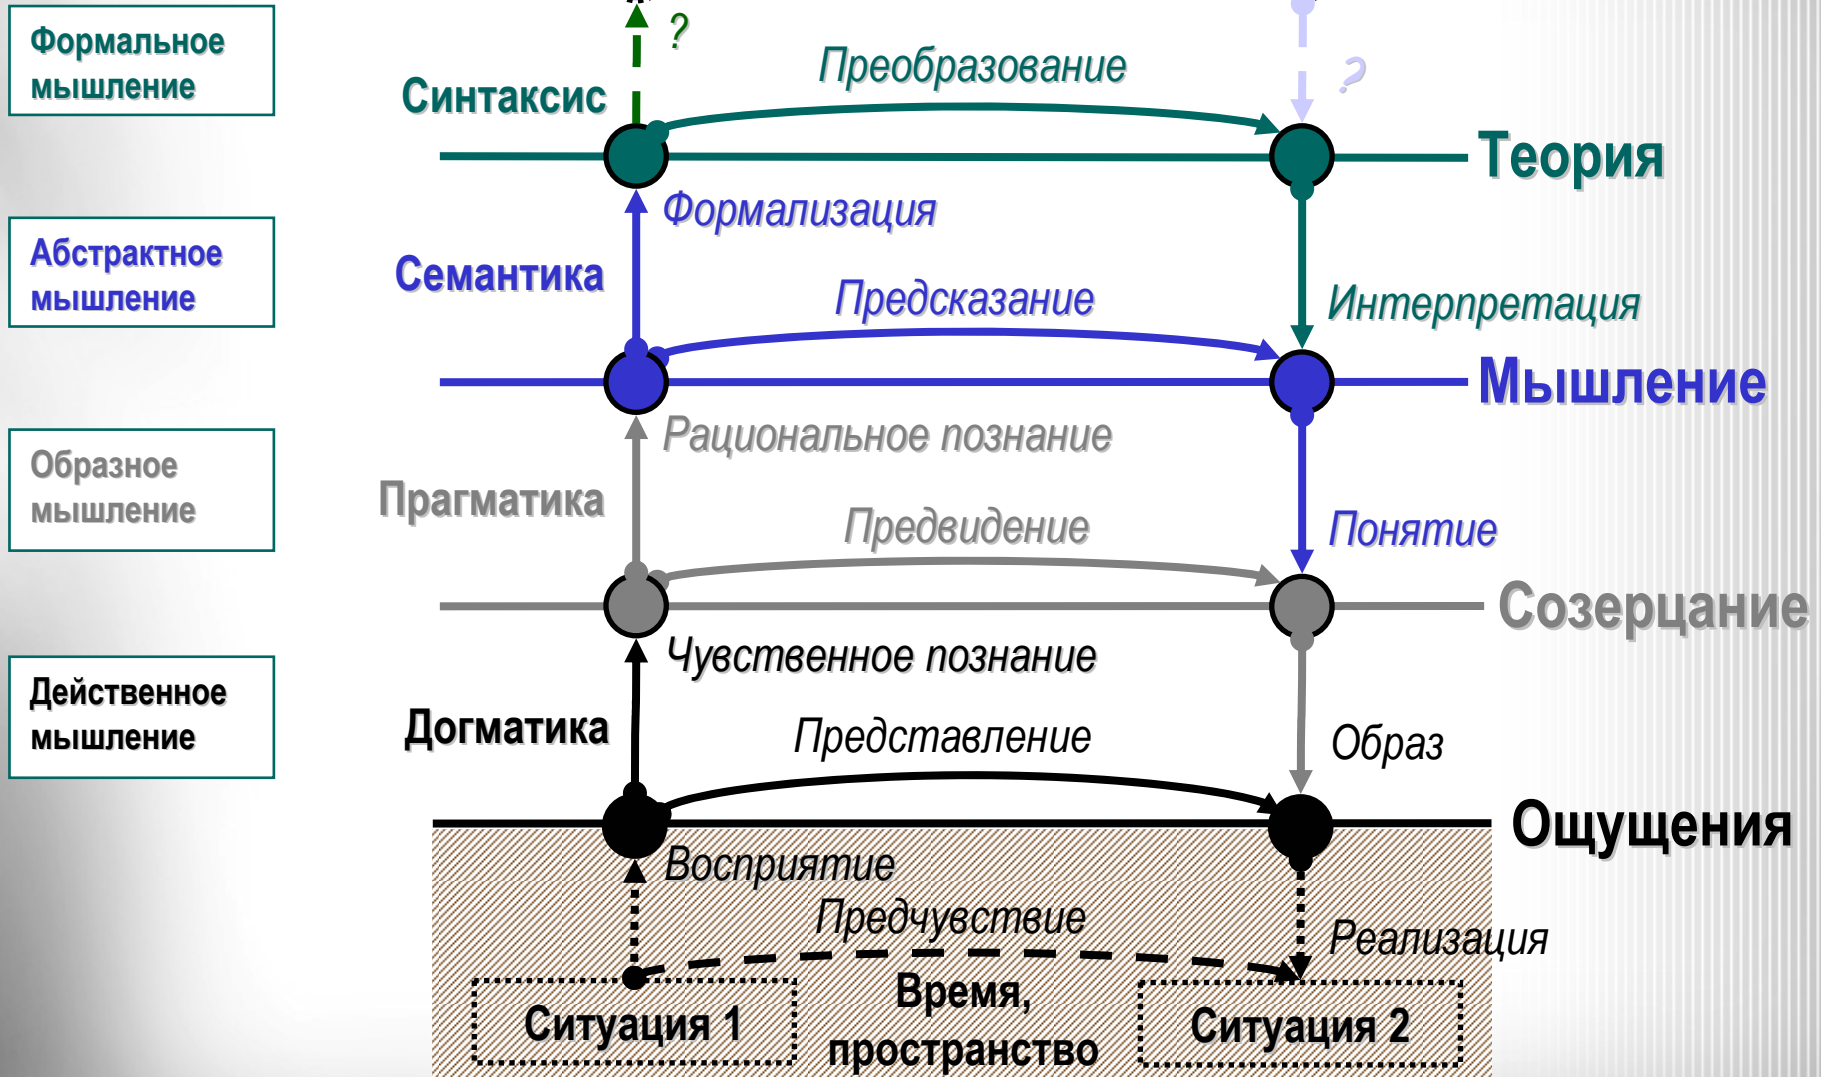 ?
Формальное
мышление
Преобразование
?
Синтаксис
Теория
Формализация
Абстрактное
мышление
Семантика
Предсказание
Интерпретация
Мышление
Рациональное познание
Образное
мышление
Прагматика
Предвидение
Понятие
Созерцание
Чувственное познание
Действенное
мышление
Догматика
Представление
Образ
Ощущения
Восприятие
Предчувствие
Реализация
Время,
пространство
Ситуация 1
Ситуация 2